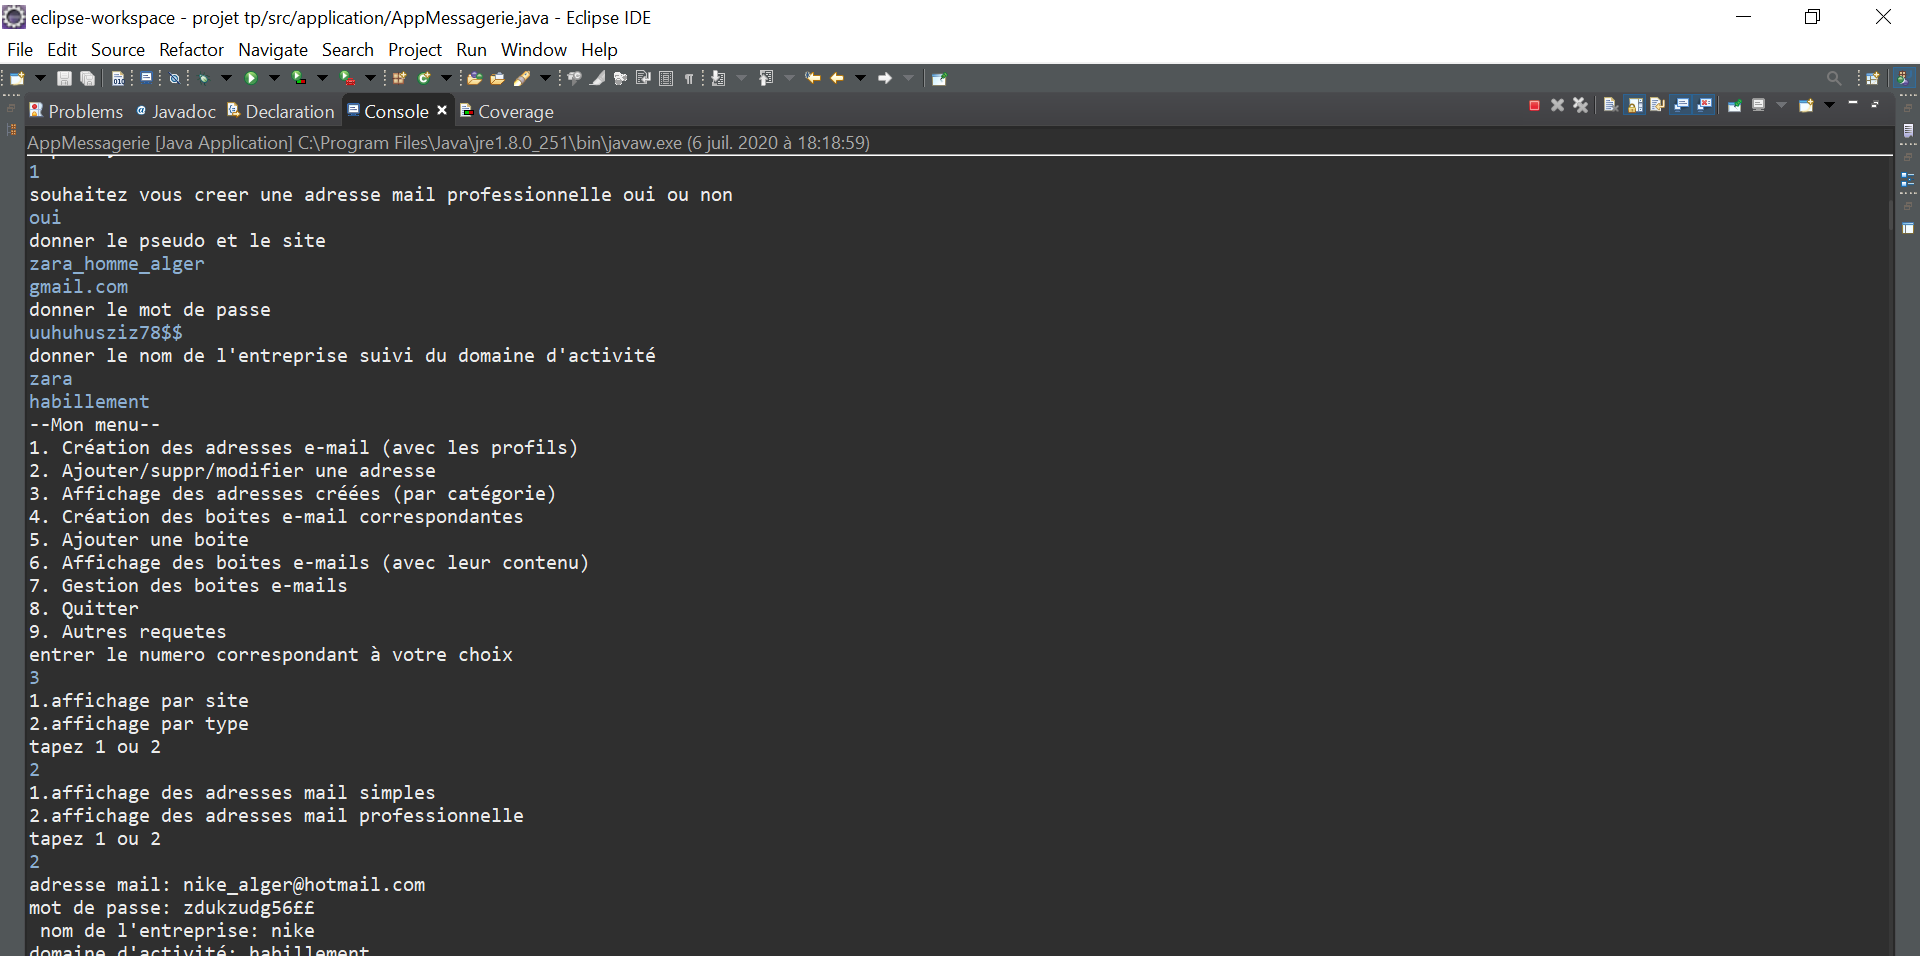 eclipse-workspace - projet tp/src/application/AppMessagerie.java - Eclipse IDE
File Edit Source Refactor Navigate Search Project Run Window Help
Problems Javadoc Declaration Console Coverage
AppMessagerie [Java Application] C:\Program Files\Java\jre1.8.0_251\bin\javaw.exe (6 juil. 2020 à 18:18:59)
1
souhaitez vous creer une adresse mail professionnelle oui ou non
oui
donner le pseudo et le site
zara_homme_alger
gmail.com
donner le mot de passe
uuhuhusziz78$$
donner le nom de l'entreprise suivi du domaine d'activité
zara
habillement
--Mon menu--
1. Création des adresses e-mail (avec les profils)
2. Ajouter/suppr/modifier une adresse
3. Affichage des adresses créées (par catégorie)
4. Création des boites e-mail correspondantes
5. Ajouter une boite
6. Affichage des boites e-mails (avec leur contenu)
7. Gestion des boites e-mails
8. Quitter
9. Autres requetes
entrer le numero correspondant à votre choix
3
1.affichage par site
2.affichage par type
tapez 1 ou 2
2
1.affichage des adresses mail simples
2.affichage des adresses mail professionnelle
tapez 1 ou 2
2
adresse mail: nike_alger@hotmail.com
mot de passe: zdukzudg56££
nom de l'entreprise: nike
domaine d'activité: habillement